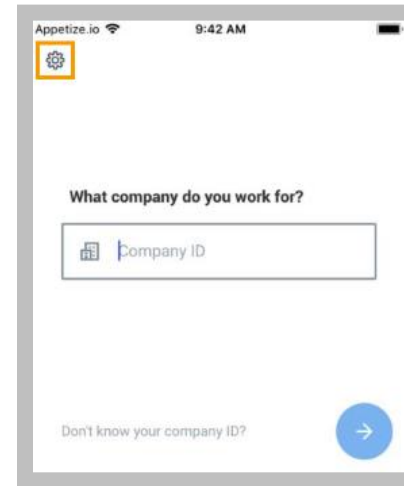 Appetize.io 9:42 AM
What company do you work for?
Company ID
Don't know your company ID?